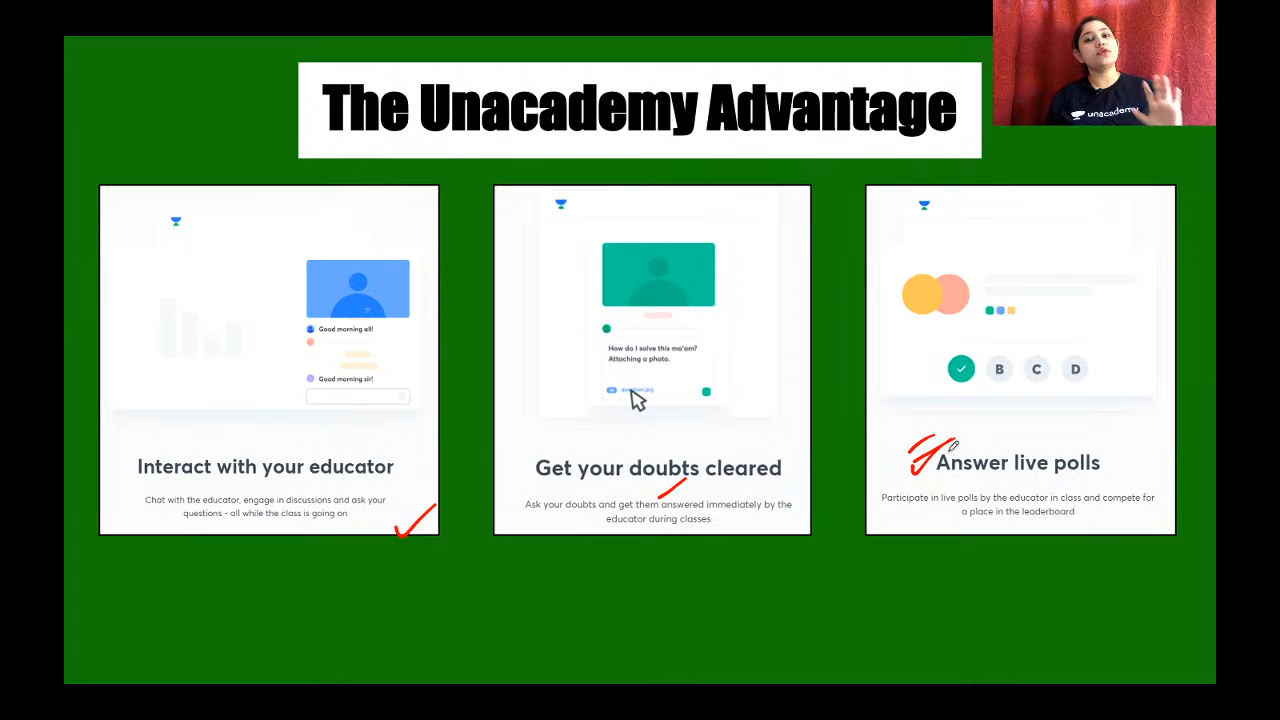 The Unacademy Advantage
unacademy
Good morning all!
Good morning sir!
Interact with your educator
Chat with the educator, engage in discussions and ask your
questions - all while the class is going on
How do I solve this ma'am?
Attaching a photo.
question.jpg
Get your doubts cleared
Ask your doubts and get them answered immediately by the
educator during classes
B C D
Answer live polls
Participate in live polls by the educator in class and compete for
a place in the leaderboard